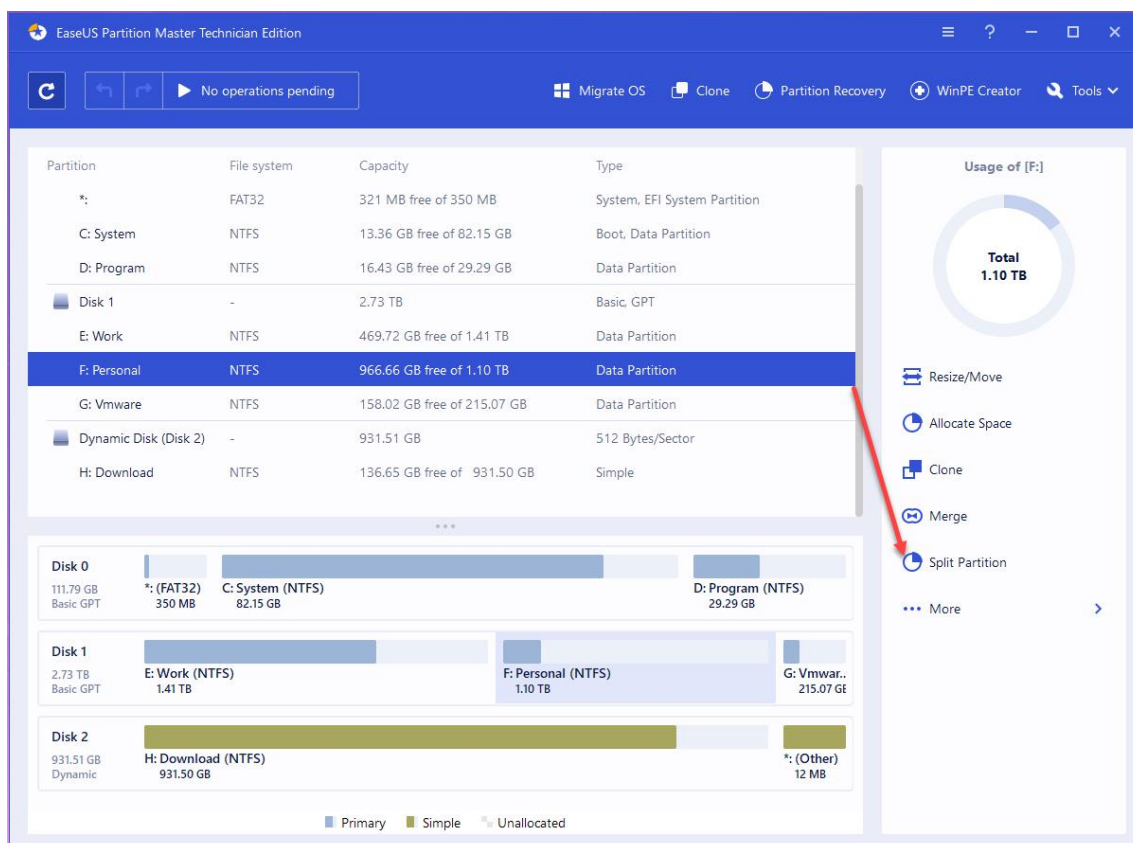 EaseUS Partition Master Technician Edition
No operations pending Migrate OS Clone Partition Recovery WinPE Creator Tools
Partition File system Capacity Type
*: FAT32 321 MB free of 350 MB System, EFI System Partition
C: System NTFS 13.36 GB free of 82.15 GB Boot, Data Partition
D: Program NTFS 16.43 GB free of 29.29 GB Data Partition
Disk 1 - 2.73 TB Basic, GPT
E: Work NTFS 469.72 GB free of 1.41 TB Data Partition
F: Personal NTFS 966.66 GB free of 1.10 TB Data Partition
G: Vmware NTFS 158.02 GB free of 215.07 GB Data Partition
Dynamic Disk (Disk 2) - 931.51 GB 512 Bytes/Sector
H: Download NTFS 136.65 GB free of 931.50 GB Simple
Usage of [F:]
Total
1.10 TB
Resize/Move
Allocate Space
Clone
Merge
Split Partition
More
Disk 0
111.79 GB
Basic GPT
*: (FAT32) C: System (NTFS) D: Program (NTFS)
350 MB 82.15 GB 29.29 GB
Disk 1
2.73 TB
Basic GPT
E: Work (NTFS) F: Personal (NTFS) G: Vmwar..
1.41 TB 1.10 TB 215.07 GB
Disk 2
931.51 GB
Dynamic
H: Download (NTFS) *: (Other)
931.50 GB 12 MB
Primary Simple Unallocated